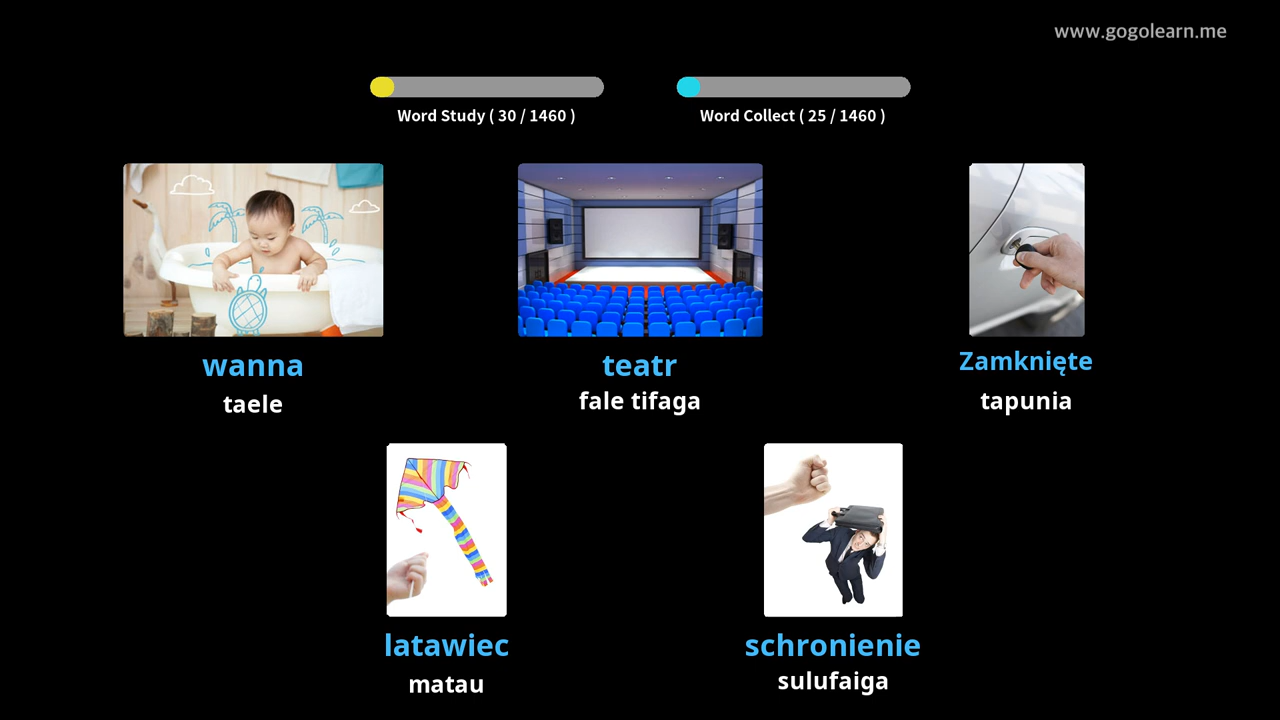 www.gogolearn.me
Word Study ( 30 / 1460 )
Word Collect ( 25 / 1460 )
wanna
taele
teatr
fale tifaga
Zamknięte
tapunia
latawiec
matau
schronienie
sulufaiga